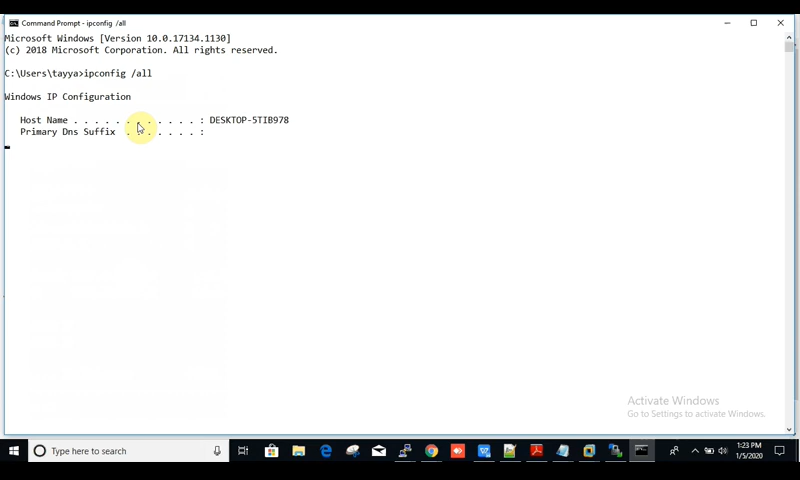 Command Prompt - ipconfig /all
Microsoft Windows [Version 10.0.17134.1130]
(c) 2018 Microsoft Corporation. All rights reserved.
C:\Users\tayya>ipconfig /all
Windows IP Configuration
Host Name . . . . . . . . . . . . : DESKTOP-5TIB978
Primary Dns Suffix . . . . . . . :
Activate Windows
Go to Settings to activate Windows.
Type here to search
1:23 PM
1/5/2020